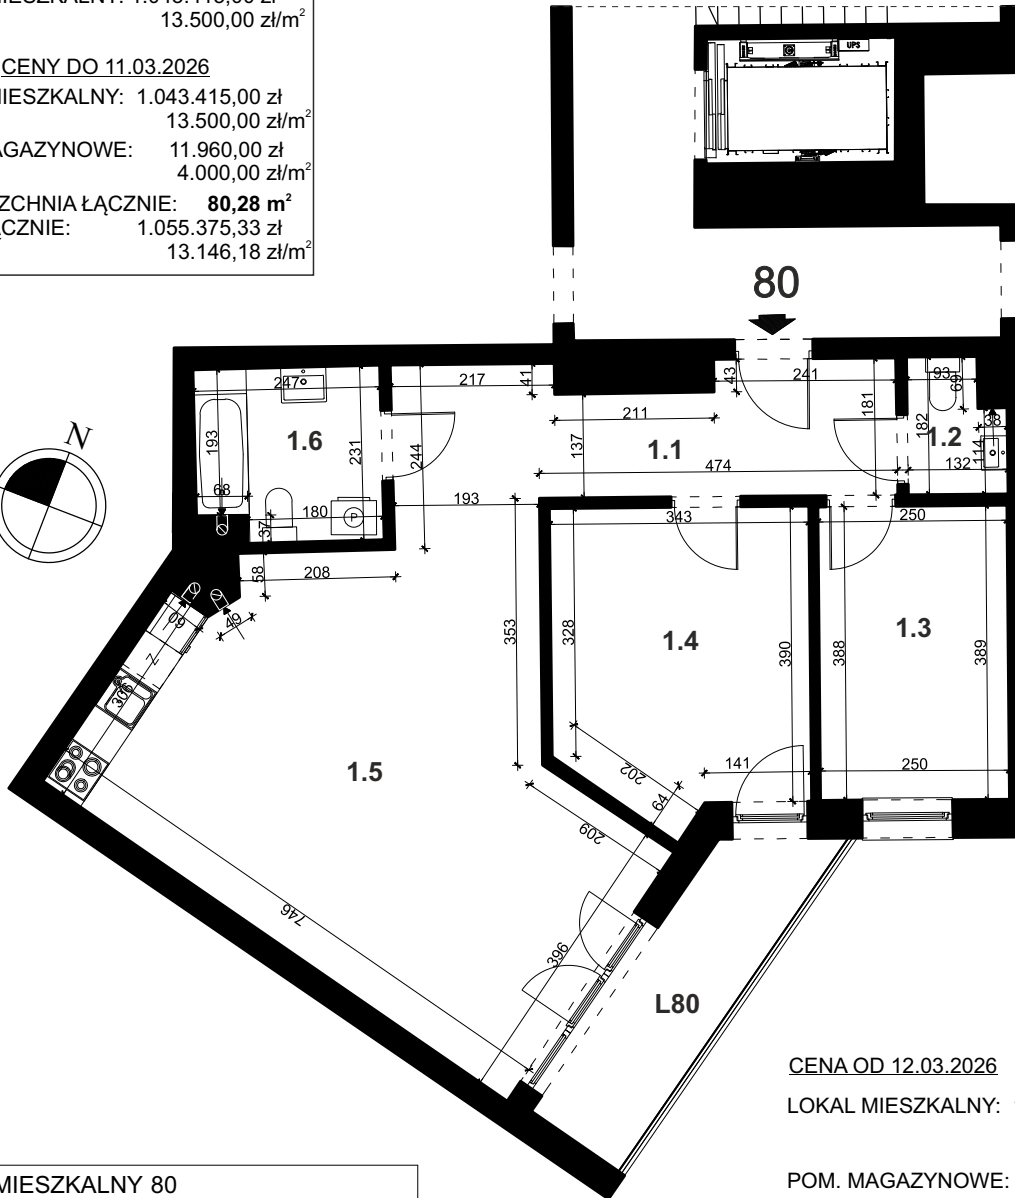 13.500,00 zł/m²
CENY DO 11.03.2026
MIESZKALNY: 1.043.415,00 zł
13.500,00 zł/m²
11.960,00 zł
4.000,00 zł/m²
ŁĄCZNIE: 80,28 m²
1.055.375,33 zł
13.146,18 zł/m²
UPS
80
247
217
41
43
241
93
69
211
181
182
38
193
1.6
231
244
137
1.1
1.2
114
474
132
68
193
180
P
37
343
250
N
58
208
49
60
Z
306
353
328
1.4
390
388
1.3
389
1.5
202
141
250
64
209
746
396
L80
CENA OD 12.03.2026
LOKAL MIESZKALNY:
POM. MAGAZYNOWE:
MIESZKALNY 80